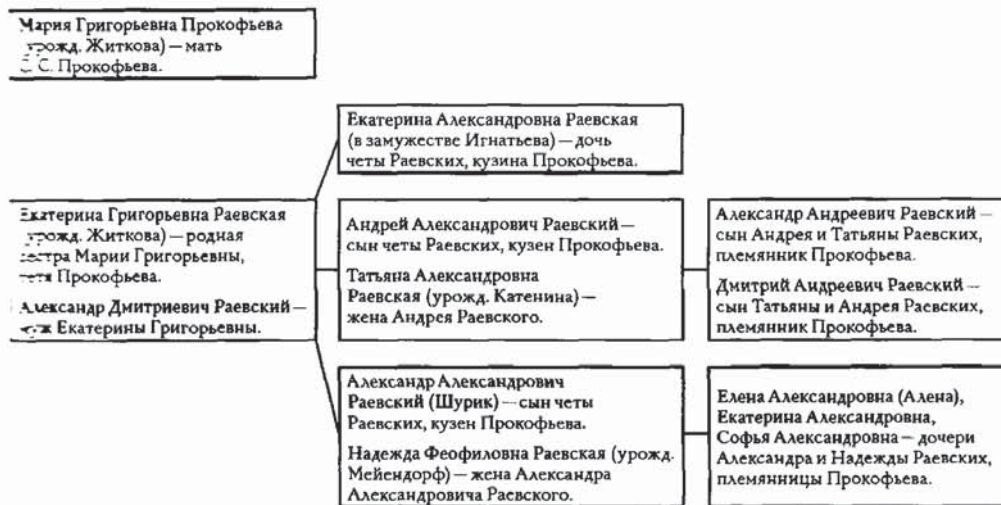 Мария Григорьевна Прокофьева
урожд. Житкова) — мать
С. Прокофьева.
Екатерина Александровна Раевская
(в замужестве Игнатьева) — дочь
четы Раевских, кузина Прокофьева.
Екатерина Григорьевна Раевская
урожд. Житкова) — родная
сестра Марии Григорьевны,
тетя Прокофьева.
Александр Дмитриевич Раевский —
муж Екатерины Григорьевны.
Андрей Александрович Раевский —
сын четы Раевских, кузен Прокофьева.
Татьяна Александровна
Раевская (урожд. Катенина) —
жена Андрея Раевского.
Александр Андреевич Раевский —
сын Андрея и Татьяны Раевских,
племянник Прокофьева.
Дмитрий Андреевич Раевский —
сын Татьяны и Андрея Раевских,
племянник Прокофьева.
Александр Александрович
Раевский (Шурик) — сын четы
Раевских, кузен Прокофьева.
Надежда Феофиловна Раевская (урожд.
Мейендорф) — жена Александра
Александровича Раевского.
Елена Александровна (Алена),
Екатерина Александровна,
Софья Александровна — дочери
Александра и Надежды Раевских,
племянницы Прокофьева.